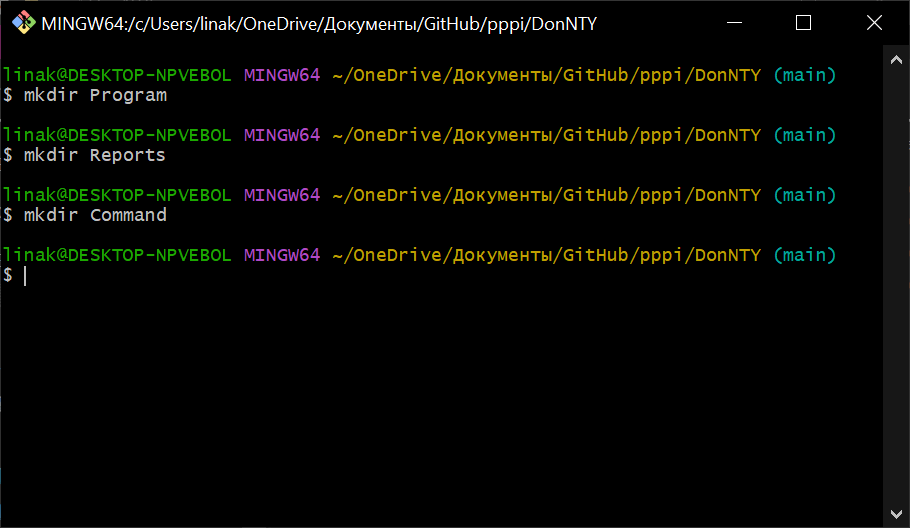 MINGW64:/c/Users/linak/OneDrive/Документы/GitHub/pppi/DonNTY
linak@DESKTOP-NPVEBOL MINGW64 ~/OneDrive/Документы/GitHub/pppi/DonNTY (main)
$ mkdir Program
linak@DESKTOP-NPVEBOL MINGW64 ~/OneDrive/Документы/GitHub/pppi/DonNTY (main)
$ mkdir Reports
linak@DESKTOP-NPVEBOL MINGW64 ~/OneDrive/Документы/GitHub/pppi/DonNTY (main)
$ mkdir Command
linak@DESKTOP-NPVEBOL MINGW64 ~/OneDrive/Документы/GitHub/pppi/DonNTY (main)
$